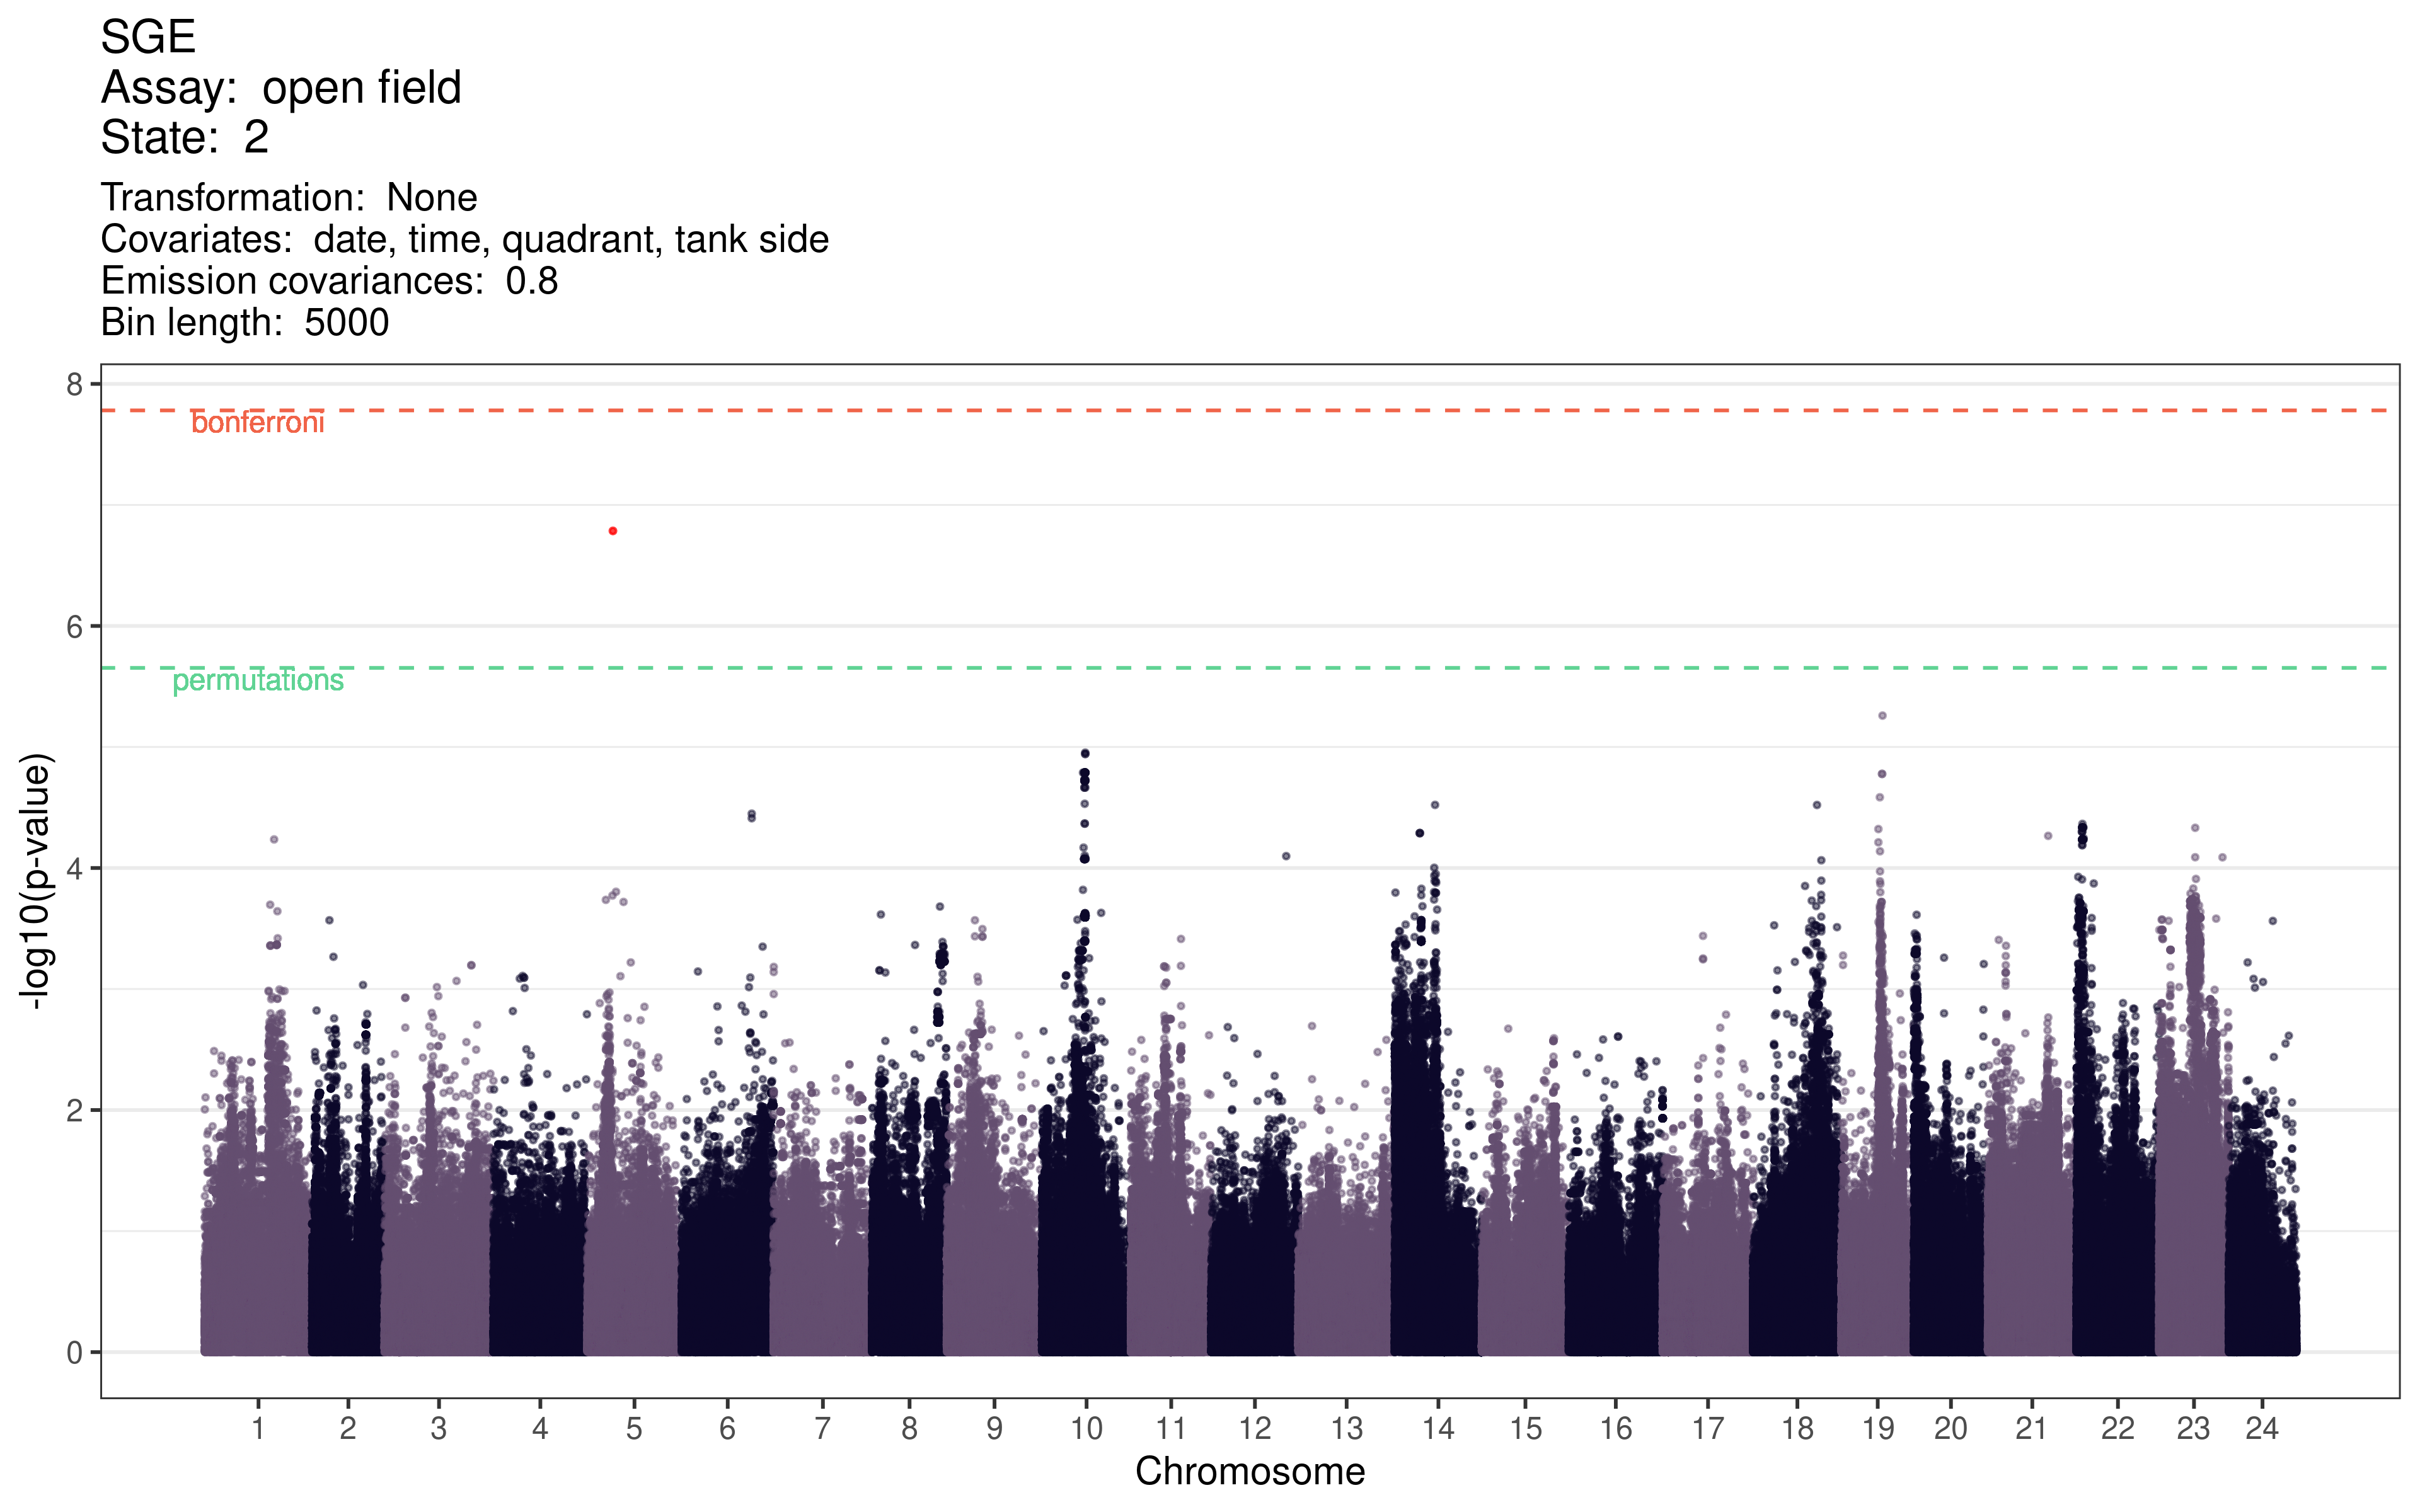 SGE
Assay:  open field
State:  2
Transformation:  None
Covariates:  date, time, quadrant, tank side
Emission covariances:  0.8
Bin length:  5000
8
bonferroni
6
permutations
4
2
0
-log10(p-value)
1 2 3 4 5 6 7 8 9 10 11 12 13 14 15 16 17 18 19 20 21 22 23 24
Chromosome